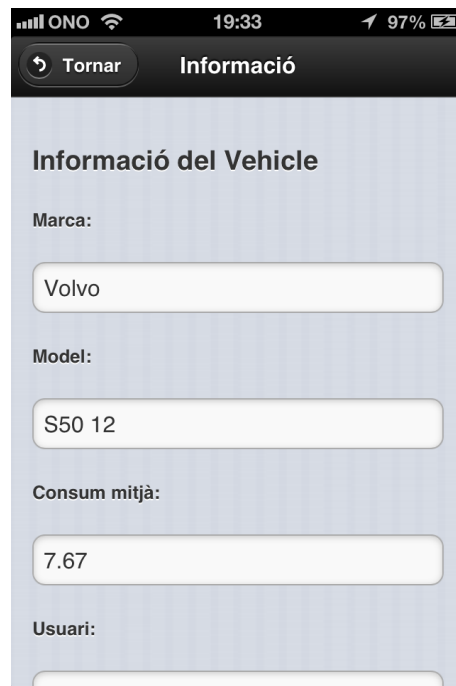 ONO 19:33 97%
Tornar Informació
Informació del Vehicle
Marca:
Volvo
Model:
S50 12
Consum mitjà:
7.67
Usuari: